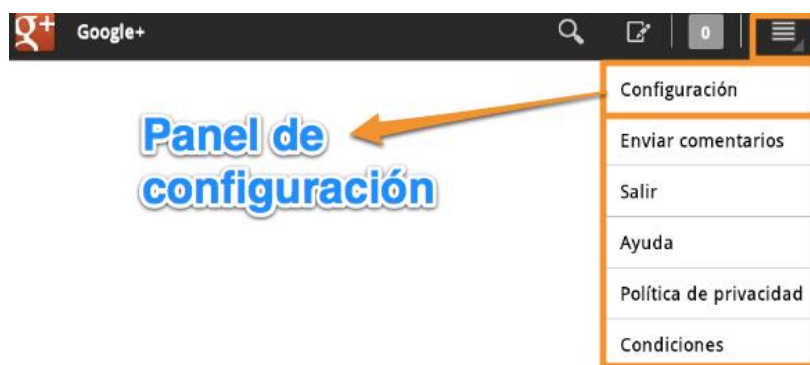 g+ Google+ 0
Configuración
Panel de
configuración
Enviar comentarios
Salir
Ayuda
Política de privacidad
Condiciones